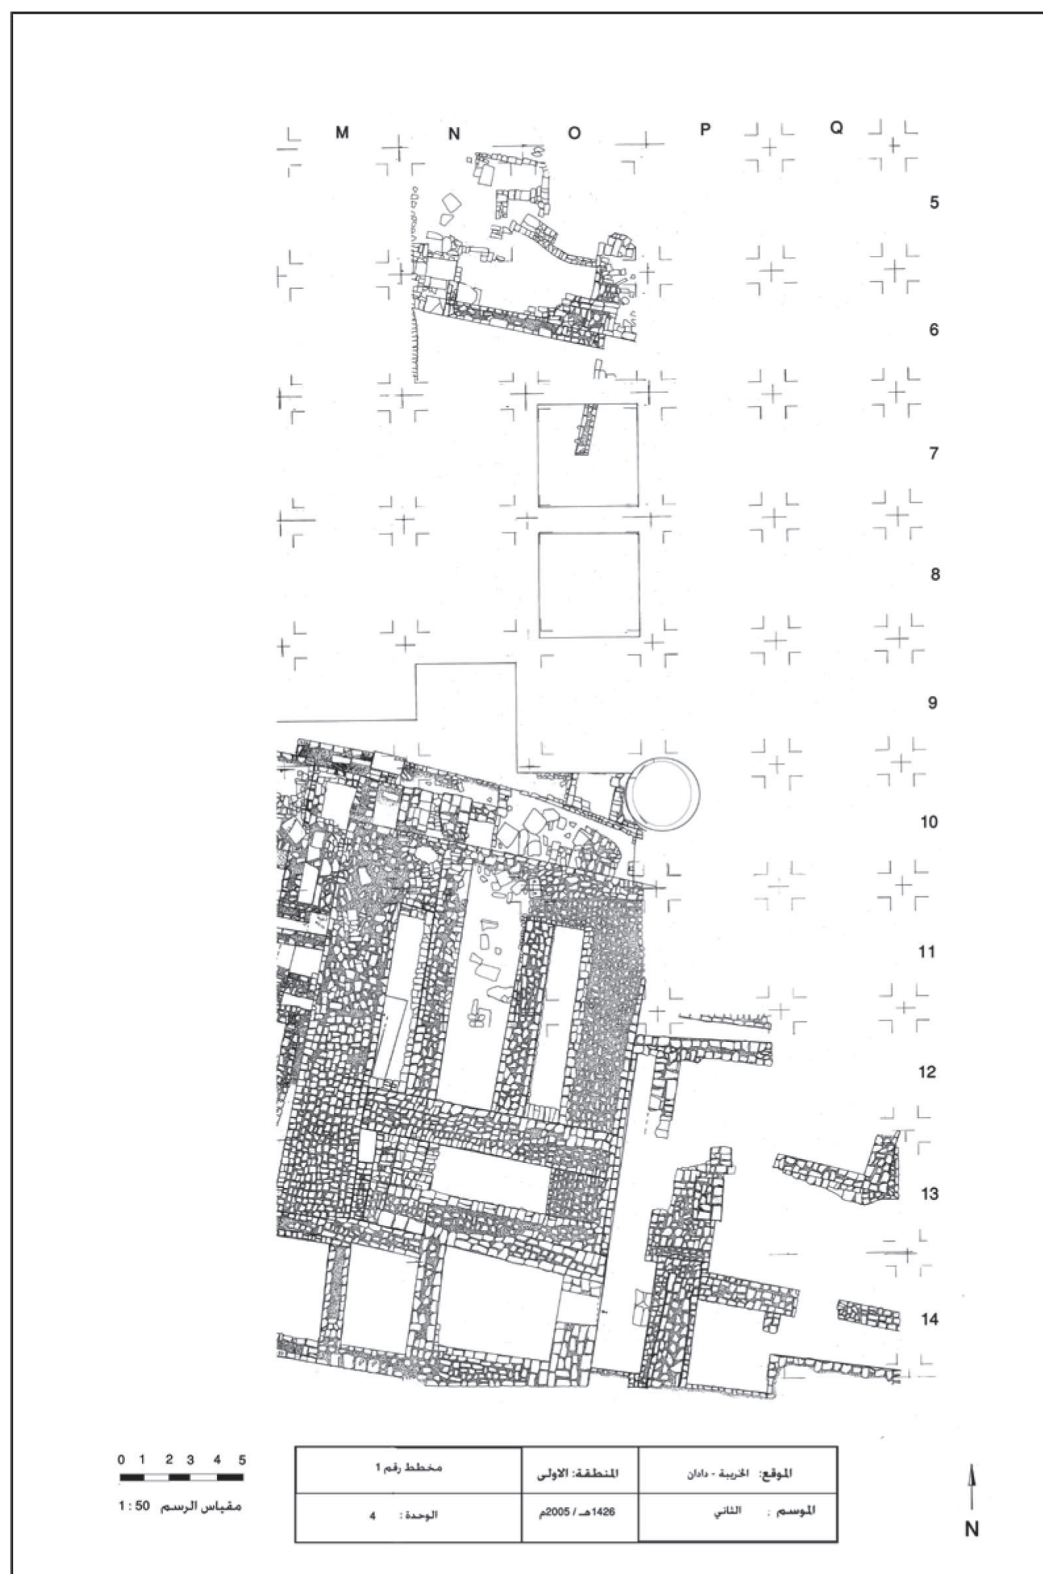 M N O P Q
5
6
7
8
9
10
11
12
13
14
0 1 2 3 4 5
مقياس الرسم 50 : 1
الموقع: الخريبة - دادان
المنطقة: الاولى
مخطط رقم 1
الموسم : الثاني
1426هـ / 2005م
الوحدة : 4
N